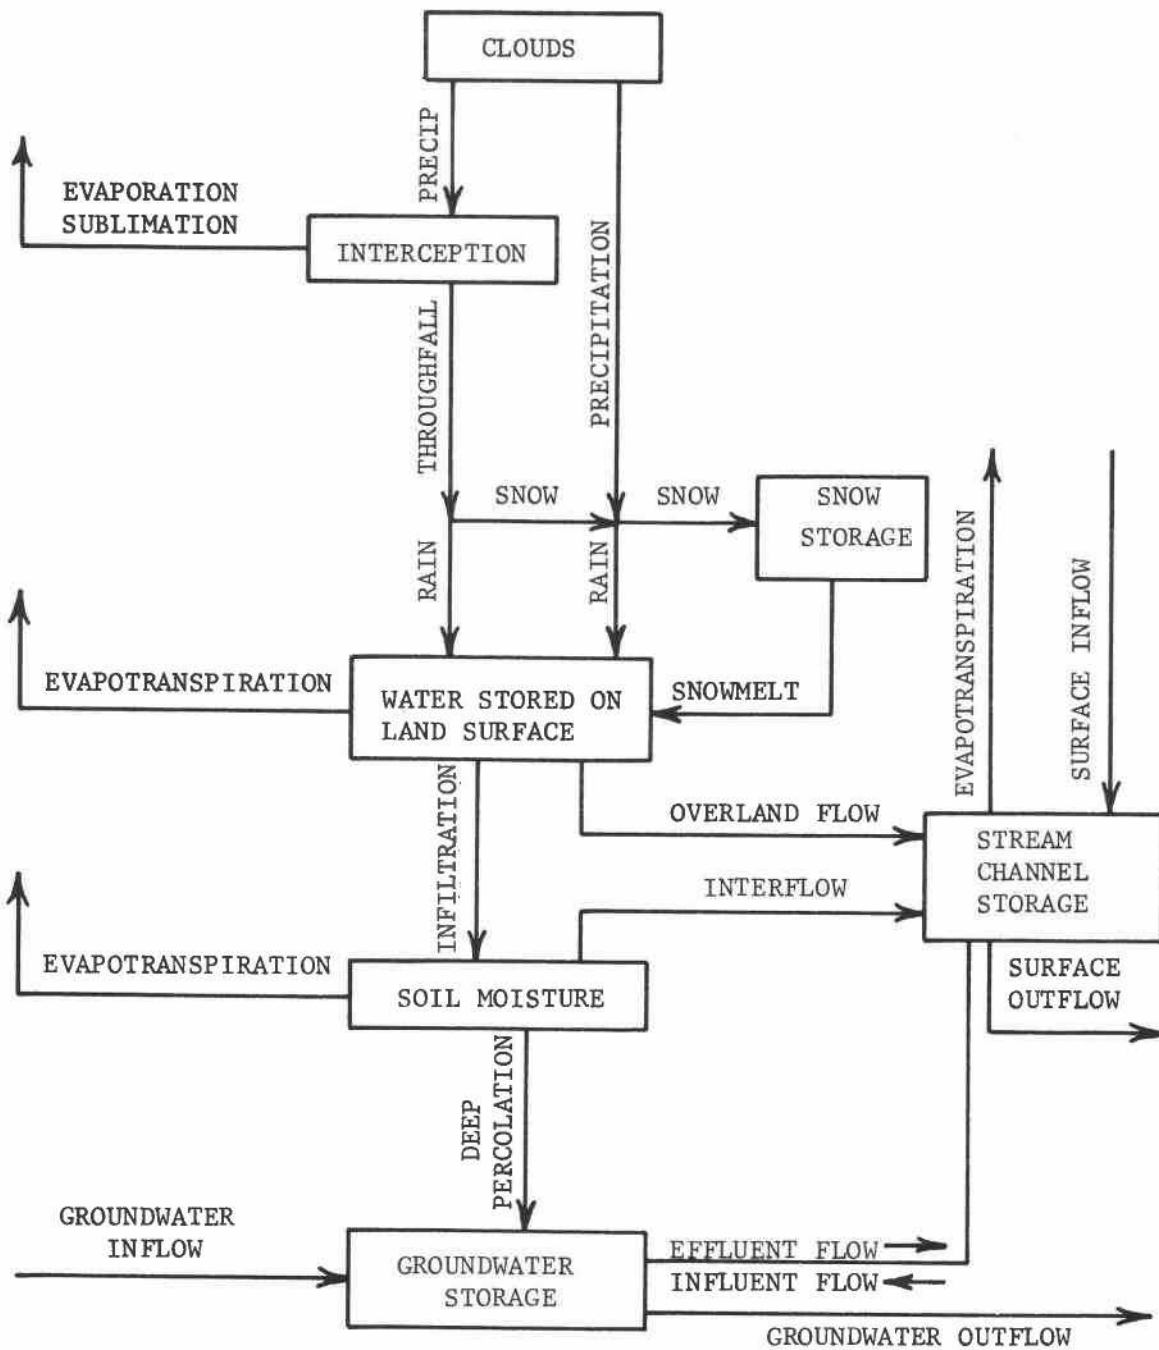 CLOUDS
PRECIP
EVAPORATION
SUBLIMATION
INTERCEPTION
PRECIPITATION
THROUGHFALL
SNOW
SNOW
SNOW
STORAGE
RAIN
RAIN
EVAPOTRANSPIRATION
SURFACE INFLOW
EVAPOTRANSPIRATION
WATER STORED ON
LAND SURFACE
SNOWMELT
INFILTRATION
OVERLAND FLOW
STREAM
CHANNEL
STORAGE
INTERFLOW
EVAPOTRANSPIRATION
SOIL MOISTURE
SURFACE
OUTFLOW
DEEP
PERCOLATION
GROUNDWATER
INFLOW
GROUNDWATER
STORAGE
EFFLUENT FLOW
INFLUENT FLOW
GROUNDWATER OUTFLOW